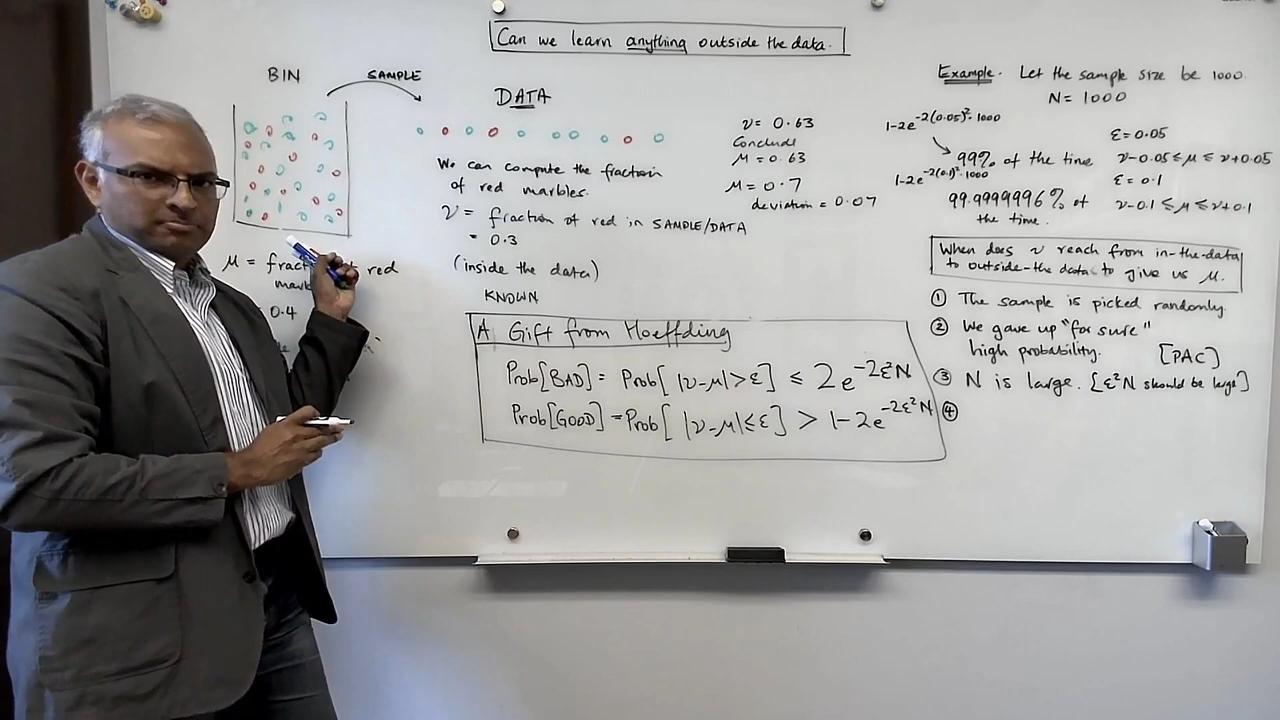 Can we learn anything outside the data.
BIN
SAMPLE
μ = fract red
marb
0.4
DATA
We can compute the fraction
of red marbles.
ν = fraction of red in SAMPLE/DATA
= 0.3
(inside the data)
KNOWN
ν = 0.63
Conclude
μ = 0.63
μ = 0.7
deviation = 0.07
A Gift from Hoeffding
Prob[BAD] = Prob[ |ν-μ| > ε ] ≤ 2e^{-2ε²N}
Prob[GOOD] = Prob[ |ν-μ| ≤ ε ] > 1-2e^{-2ε²N}
Example. Let the sample size be 1000.
N = 1000
1-2e^{-2(0.05)²·1000}
ε = 0.05
99% of the time ν-0.05 ≤ μ ≤ ν+0.05
1-2e^{-2(0.1)²·1000}
ε = 0.1
99.9999996% of ν-0.1 ≤ μ ≤ ν+0.1
the time.
When does ν reach from in-the-data
to outside-the data to give us μ.
① The sample is picked randomly.
② We gave up "for sure"
high probability. [PAC]
③ N is large. [ε²N should be large]
④